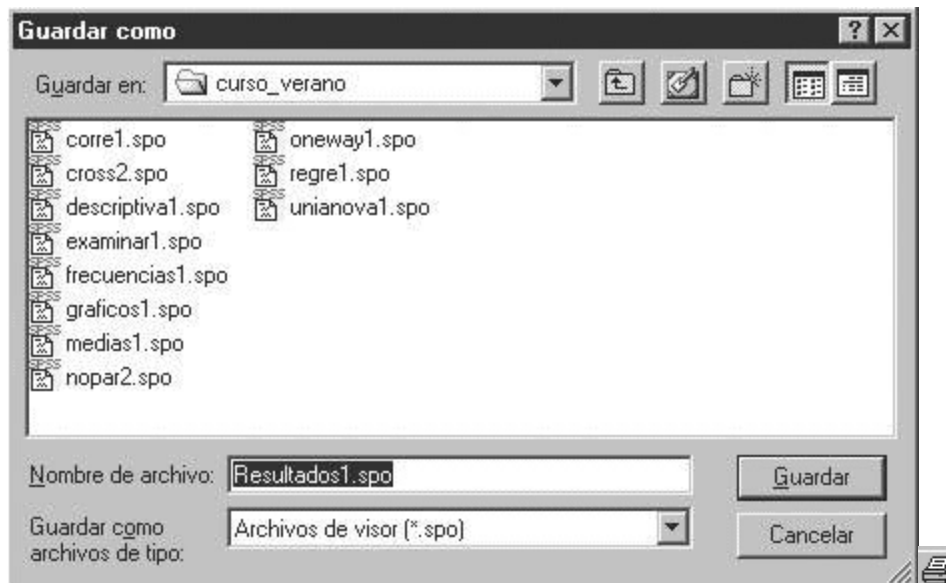 Guardar como
Guardar en: curso_verano
corre1.spo
cross2.spo
descriptiva1.spo
examinar1.spo
frecuencias1.spo
graficos1.spo
medias1.spo
nopar2.spo
oneway1.spo
regre1.spo
unianova1.spo
Nombre de archivo: Resultados1.spo
Guardar
Guardar como
archivos de tipo: Archivos de visor (*.spo)
Cancelar